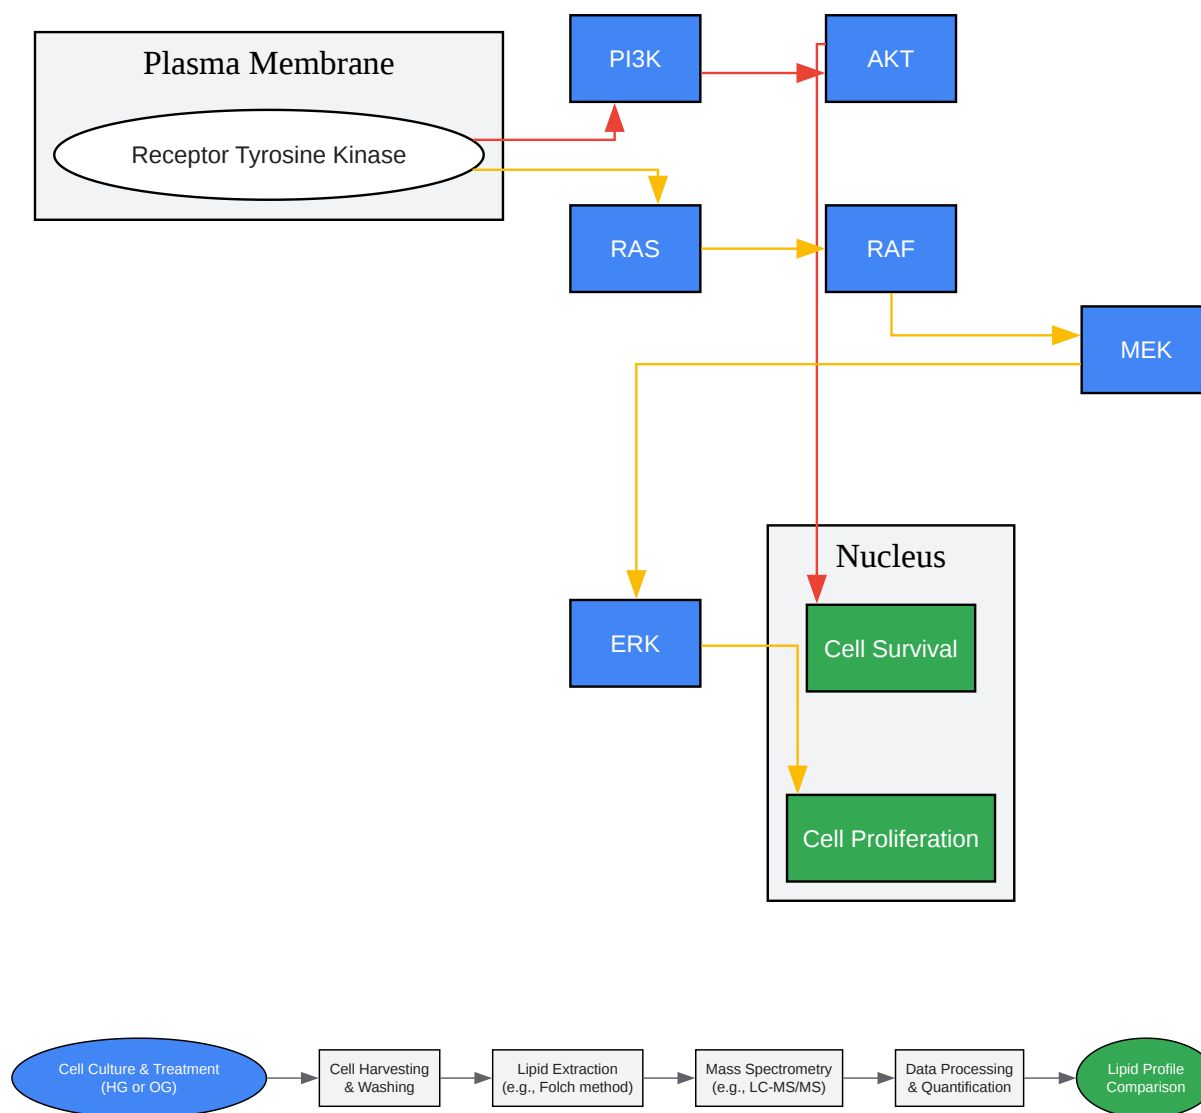 Plasma Membrane
Receptor Tyrosine Kinase
PI3K
AKT
RAS
RAF
MEK
Nucleus
ERK
Cell Survival
Cell Proliferation
Cell Culture & Treatment
(HG or OG)
Cell Harvesting
& Washing
Lipid Extraction
(e.g., Folch method)
Mass Spectrometry
(e.g., LC-MS/MS)
Data Processing
& Quantification
Lipid Profile
Comparison